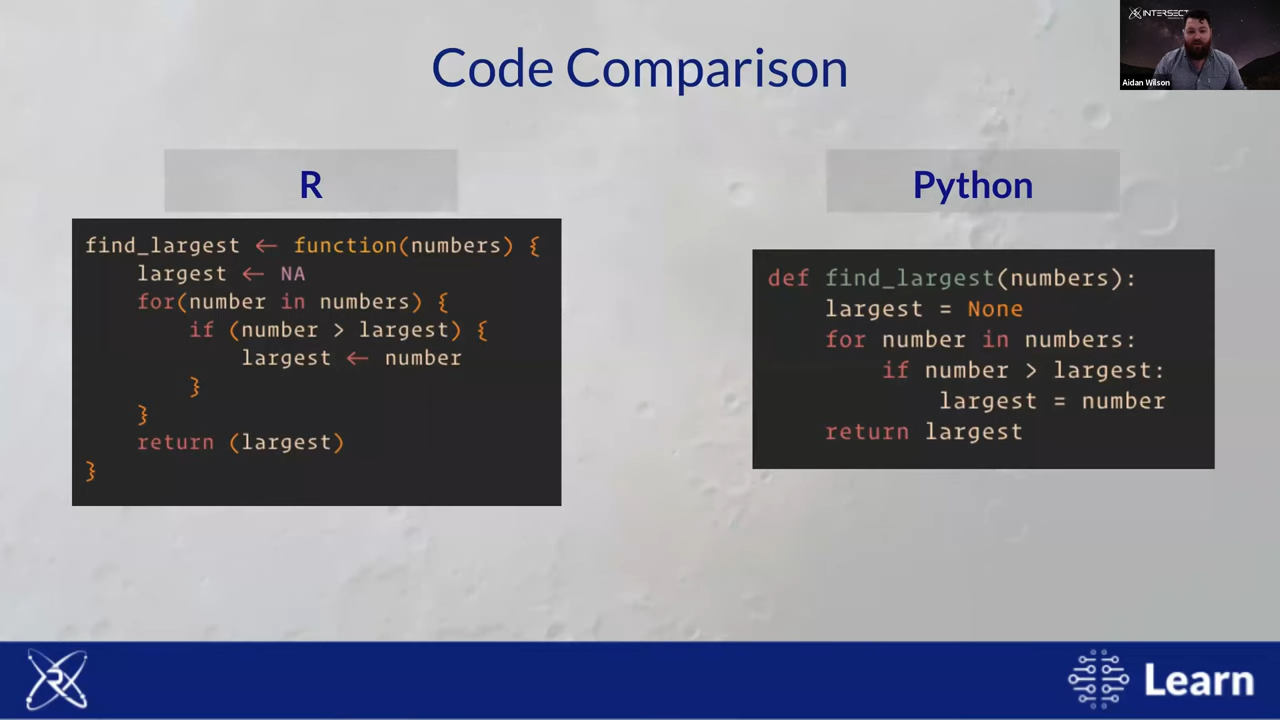 Code Comparison
INTERSECT
Aidan Wilson
R
find_largest ← function(numbers) {
    largest ← NA
    for(number in numbers) {
        if (number > largest) {
            largest ← number
        }
    }
    return (largest)
}
Python
def find_largest(numbers):
    largest = None
    for number in numbers:
        if number > largest:
            largest = number
    return largest
Learn